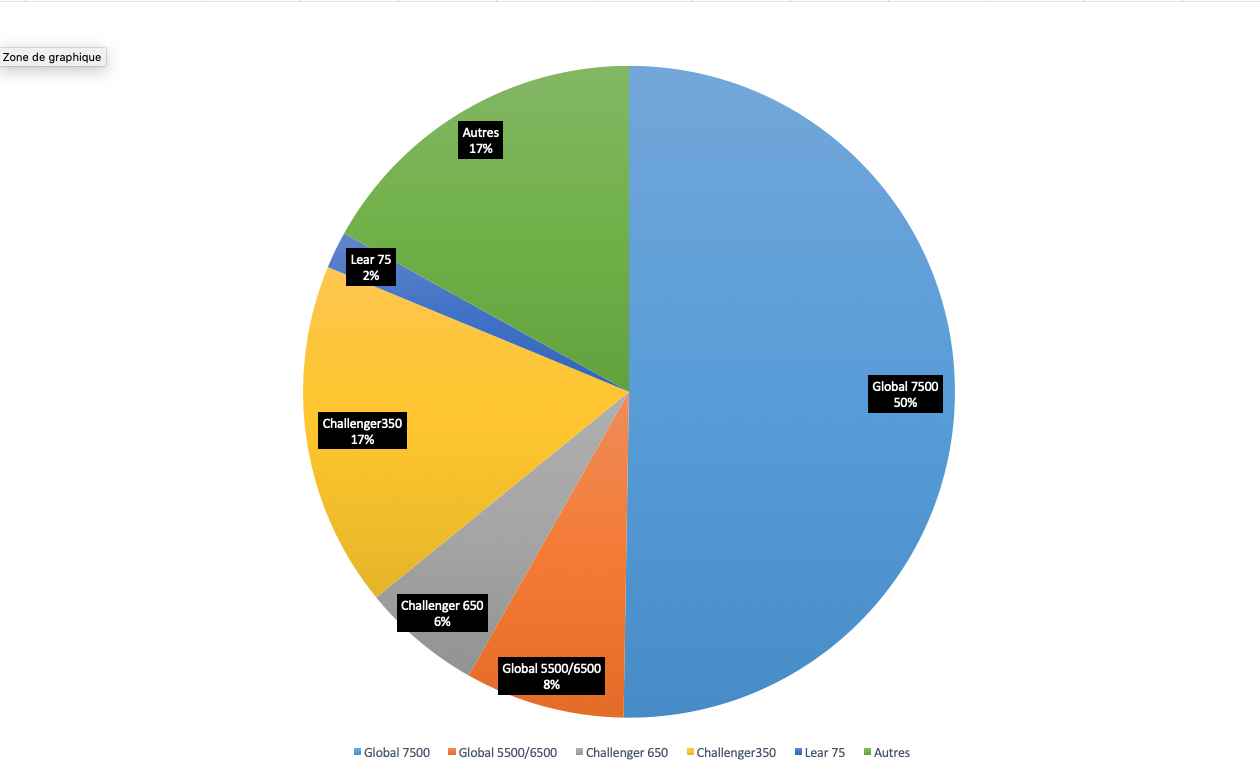 Zone de graphique
Autres
17%
Lear 75
2%
Global 7500
50%
Challenger350
17%
Challenger 650
6%
Global 5500/6500
8%
Global 7500 Global 5500/6500 Challenger 650 Challenger350 Lear 75 Autres